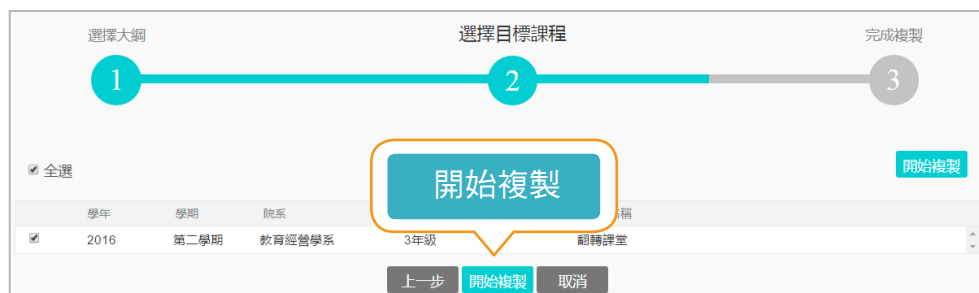 選擇大綱 選擇目標課程 完成複製
1 2 3
全選 開始複製
開始複製
學年 學期 院系 稱
2016 第二學期 教育經營學系 3年級 翻轉課堂
上一步 開始複製 取消